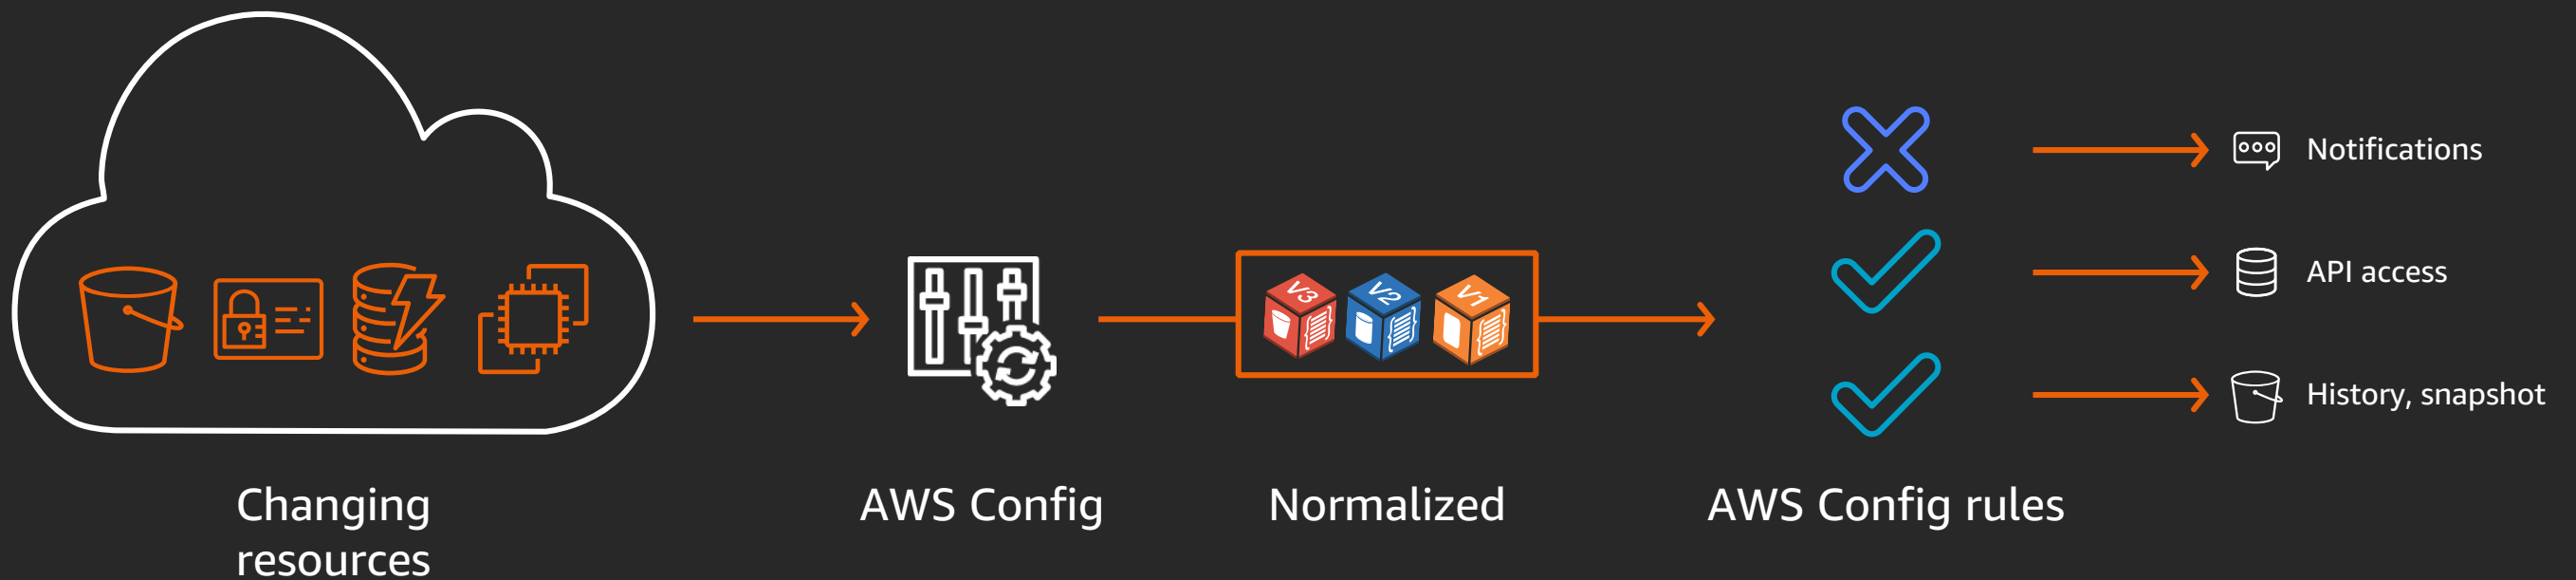 V3
V2
V1
Notifications
API access
History, snapshot
Changing
resources
AWS Config
Normalized
AWS Config rules